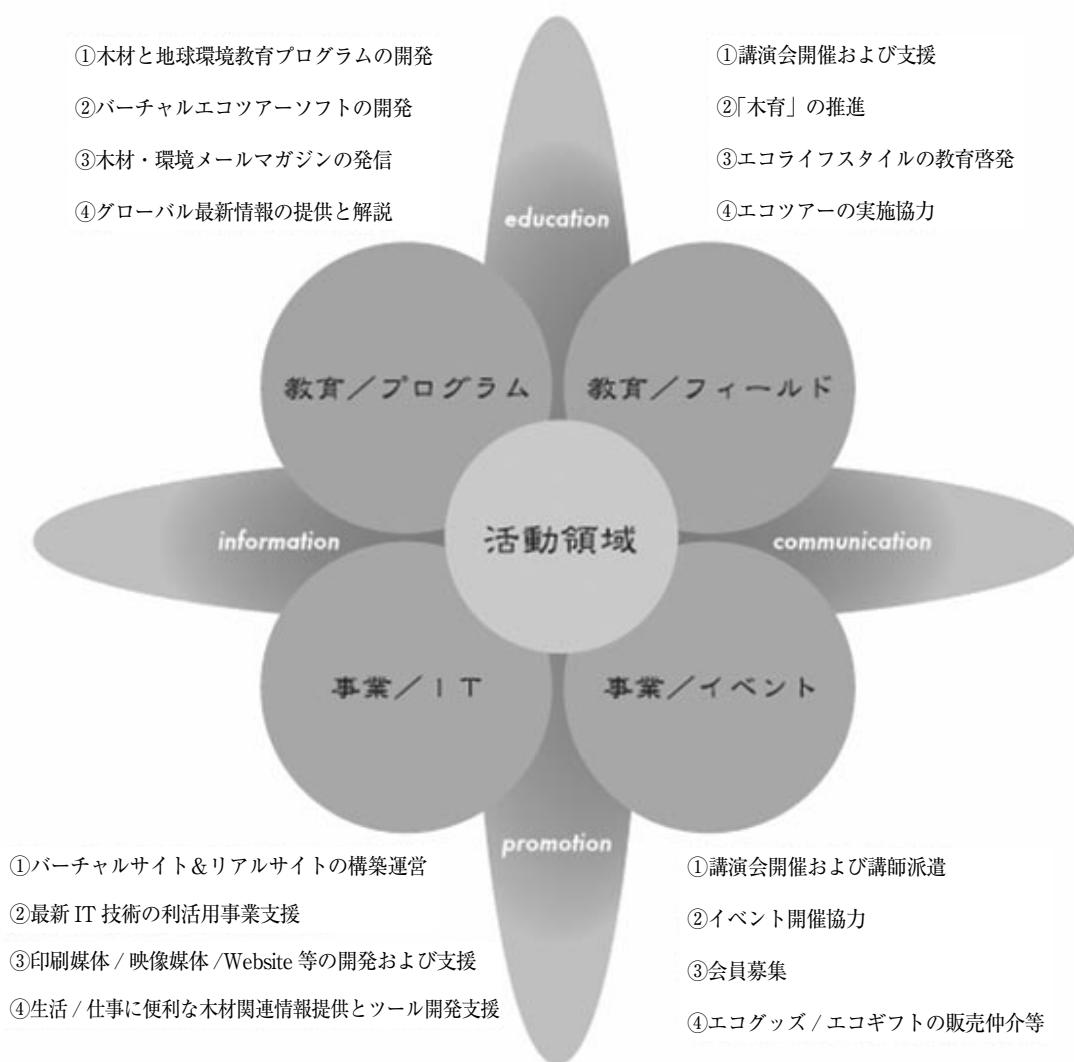 ①木材と地球環境教育プログラムの開発
②バーチャルエコツアーソフトの開発
③木材・環境メールマガジンの発信
④グローバル最新情報の提供と解説
①講演会開催および支援
②「木育」の推進
③エコライフスタイルの教育啓発
④エコツアーの実施協力
education
教育／プログラム
教育／フィールド
information
活動領域
communication
事業／IT
事業／イベント
promotion
①バーチャルサイト＆リアルサイトの構築運営
②最新 IT 技術の利活用事業支援
③印刷媒体 / 映像媒体 /Website 等の開発および支援
④生活 / 仕事に便利な木材関連情報提供とツール開発支援
①講演会開催および講師派遣
②イベント開催協力
③会員募集
④エコグッズ / エコギフトの販売仲介等